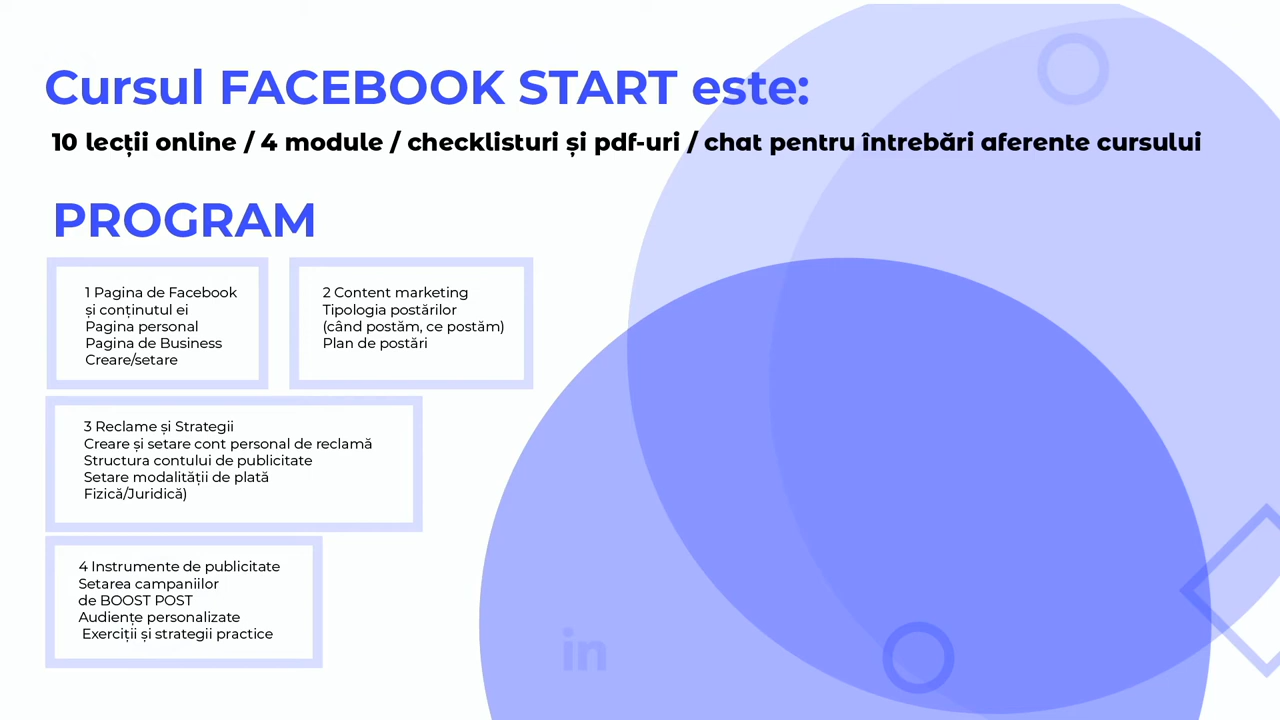 Cursul FACEBOOK START este:
10 lecții online / 4 module / checklisturi și pdf-uri / chat pentru întrebări aferente cursului
PROGRAM
1 Pagina de Facebook
și conținutul ei
Pagina personal
Pagina de Business
Creare/setare
2 Content marketing
Tipologia postărilor
(când postăm, ce postăm)
Plan de postări
3 Reclame și Strategii
Creare și setare cont personal de reclamă
Structura contului de publicitate
Setare modalității de plată
Fizică/Juridică)
4 Instrumente de publicitate
Setarea campaniilor
de BOOST POST
Audiențe personalizate
Exerciții și strategii practice
in